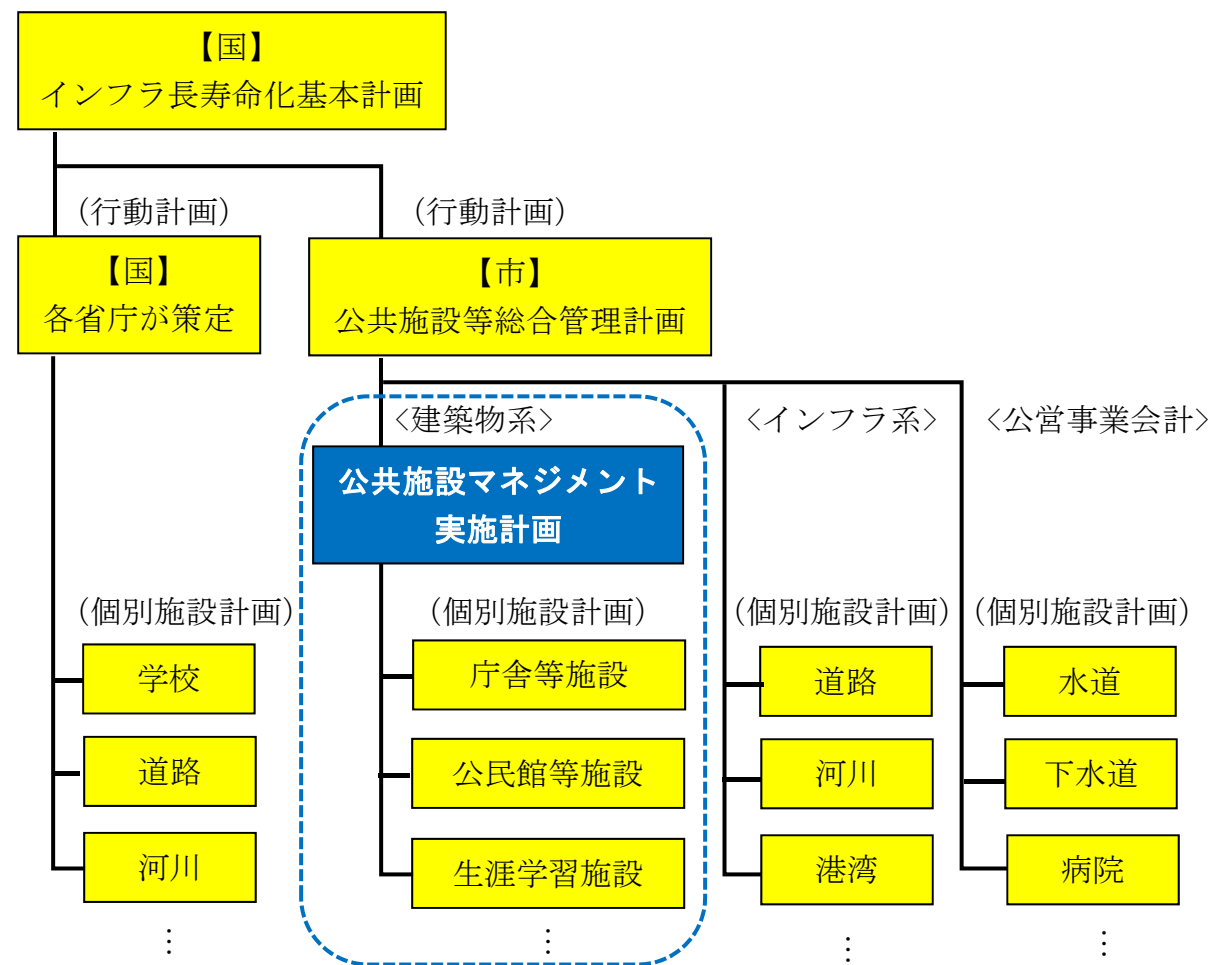 【国】
インフラ長寿命化基本計画
（行動計画）
（行動計画）
【国】
各省庁が策定
【市】
公共施設等総合管理計画
<建築物系>
<インフラ系>
<公営事業会計>
公共施設マネジメント
実施計画
（個別施設計画）
（個別施設計画）
（個別施設計画）
（個別施設計画）
学校
庁舎等施設
道路
水道
道路
公民館等施設
河川
下水道
河川
生涯学習施設
港湾
病院
⋮
⋮
⋮
⋮